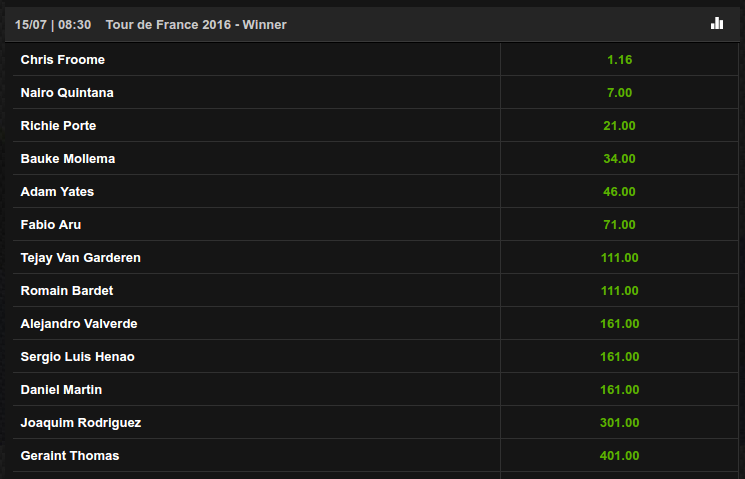 15/07 | 08:30 Tour de France 2016 - Winner
Chris Froome 1.16
Nairo Quintana 7.00
Richie Porte 21.00
Bauke Mollema 34.00
Adam Yates 46.00
Fabio Aru 71.00
Tejay Van Garderen 111.00
Romain Bardet 111.00
Alejandro Valverde 161.00
Sergio Luis Henao 161.00
Daniel Martin 161.00
Joaquim Rodriguez 301.00
Geraint Thomas 401.00